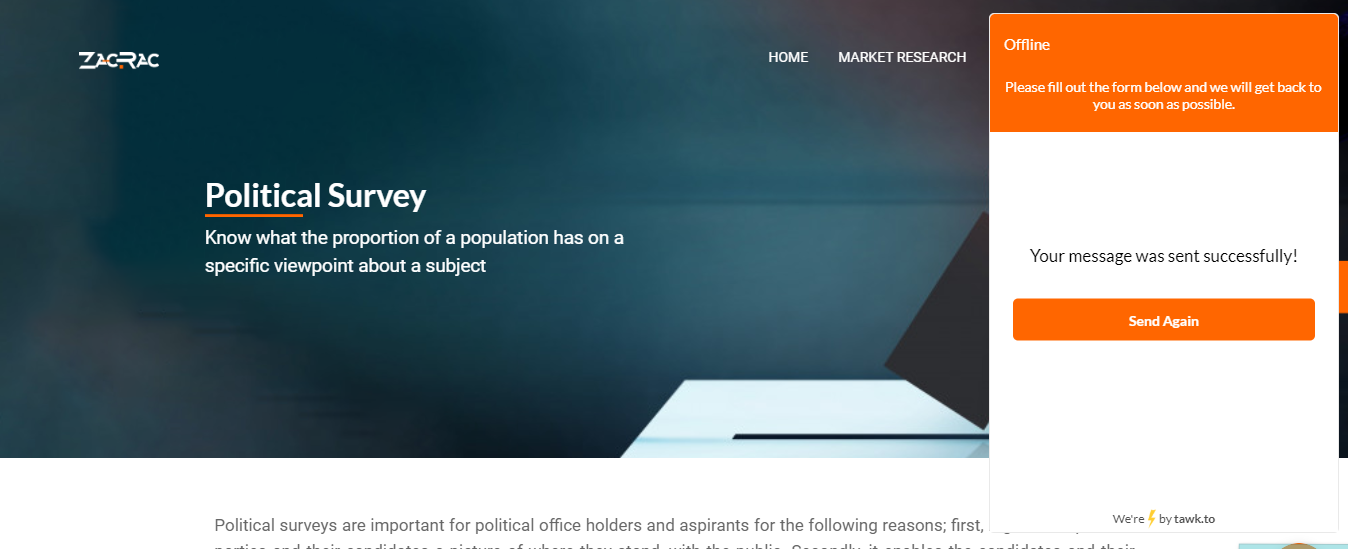 ZACRAC
HOME
MARKET RESEARCH
Political Survey
Know what the proportion of a population has on a
specific viewpoint about a subject
Political surveys are important for political office holders and aspirants for the following reasons; first,
Offline
Please fill out the form below and we will get back to
you as soon as possible.
Your message was sent successfully!
Send Again
We're by tawk.to